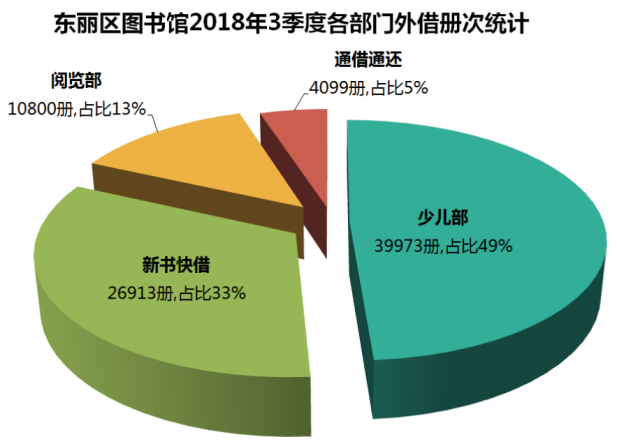 东丽区图书馆2018年3季度各部门外借册次统计
通借通还
4099册,占比5%
阅览部
10800册,占比13%
少儿部
39973册,占比49%
新书快借
26913册,占比33%